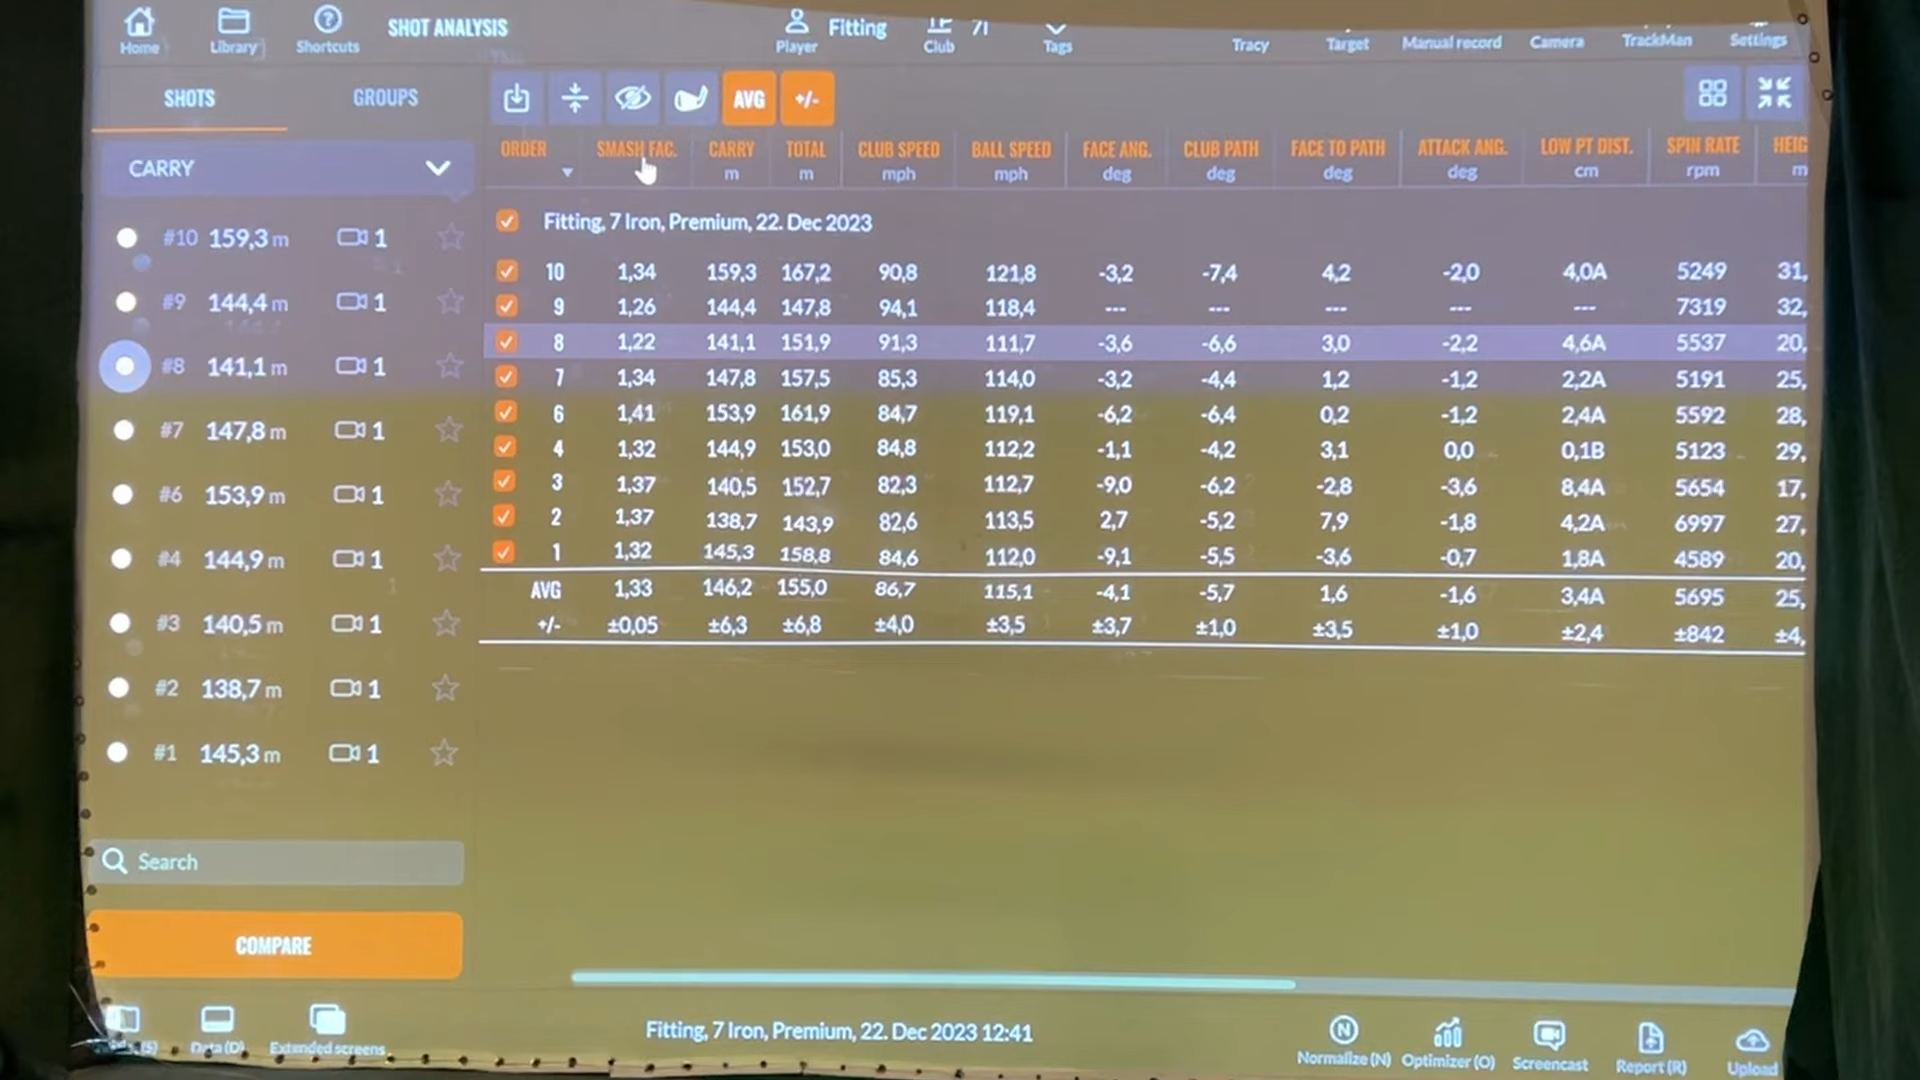 Home Library Shortcuts SHOT ANALYSIS Player Fitting Club 7I Tags Tracy Target Manual record Camera TrackMan Settings
SHOTS GROUPS AVG +/-
CARRY
#10 159,3 m 1
#9 144,4 m 1
#8 141,1 m 1
#7 147,8 m 1
#6 153,9 m 1
#4 144,9 m 1
#3 140,5 m 1
#2 138,7 m 1
#1 145,3 m 1
Search
COMPARE
ORDER SMASH FAC. CARRY TOTAL CLUB SPEED BALL SPEED FACE ANG. CLUB PATH FACE TO PATH ATTACK ANG. LOW PT DIST. SPIN RATE HEIG
m m mph mph deg deg deg deg cm rpm m
Fitting, 7 Iron, Premium, 22. Dec 2023
10 1,34 159,3 167,2 90,8 121,8 -3,2 -7,4 4,2 -2,0 4,0A 5249 31,
9 1,26 144,4 147,8 94,1 118,4 --- --- --- --- --- 7319 32,
8 1,22 141,1 151,9 91,3 111,7 -3,6 -6,6 3,0 -2,2 4,6A 5537 20,
7 1,34 147,8 157,5 85,3 114,0 -3,2 -4,4 1,2 -1,2 2,2A 5191 25,
6 1,41 153,9 161,9 84,7 119,1 -6,2 -6,4 0,2 -1,2 2,4A 5592 28,
4 1,32 144,9 153,0 84,8 112,2 -1,1 -4,2 3,1 0,0 0,1B 5123 29,
3 1,37 140,5 152,7 82,3 112,7 -9,0 -6,2 -2,8 -3,6 8,4A 5654 17,
2 1,37 138,7 143,9 82,6 113,5 2,7 -5,2 7,9 -1,8 4,2A 6997 27,
1 1,32 145,3 158,8 84,6 112,0 -9,1 -5,5 -3,6 -0,7 1,8A 4589 20,
AVG 1,33 146,2 155,0 86,7 115,1 -4,1 -5,7 1,6 -1,6 3,4A 5695 25,
+/- ±0,05 ±6,3 ±6,8 ±4,0 ±3,5 ±3,7 ±1,0 ±3,5 ±1,0 ±2,4 ±842 ±4,
Data (D) Extended screens Fitting, 7 Iron, Premium, 22. Dec 2023 12:41 Normalize (N) Optimizer (O) Screencast Report (R) Upload